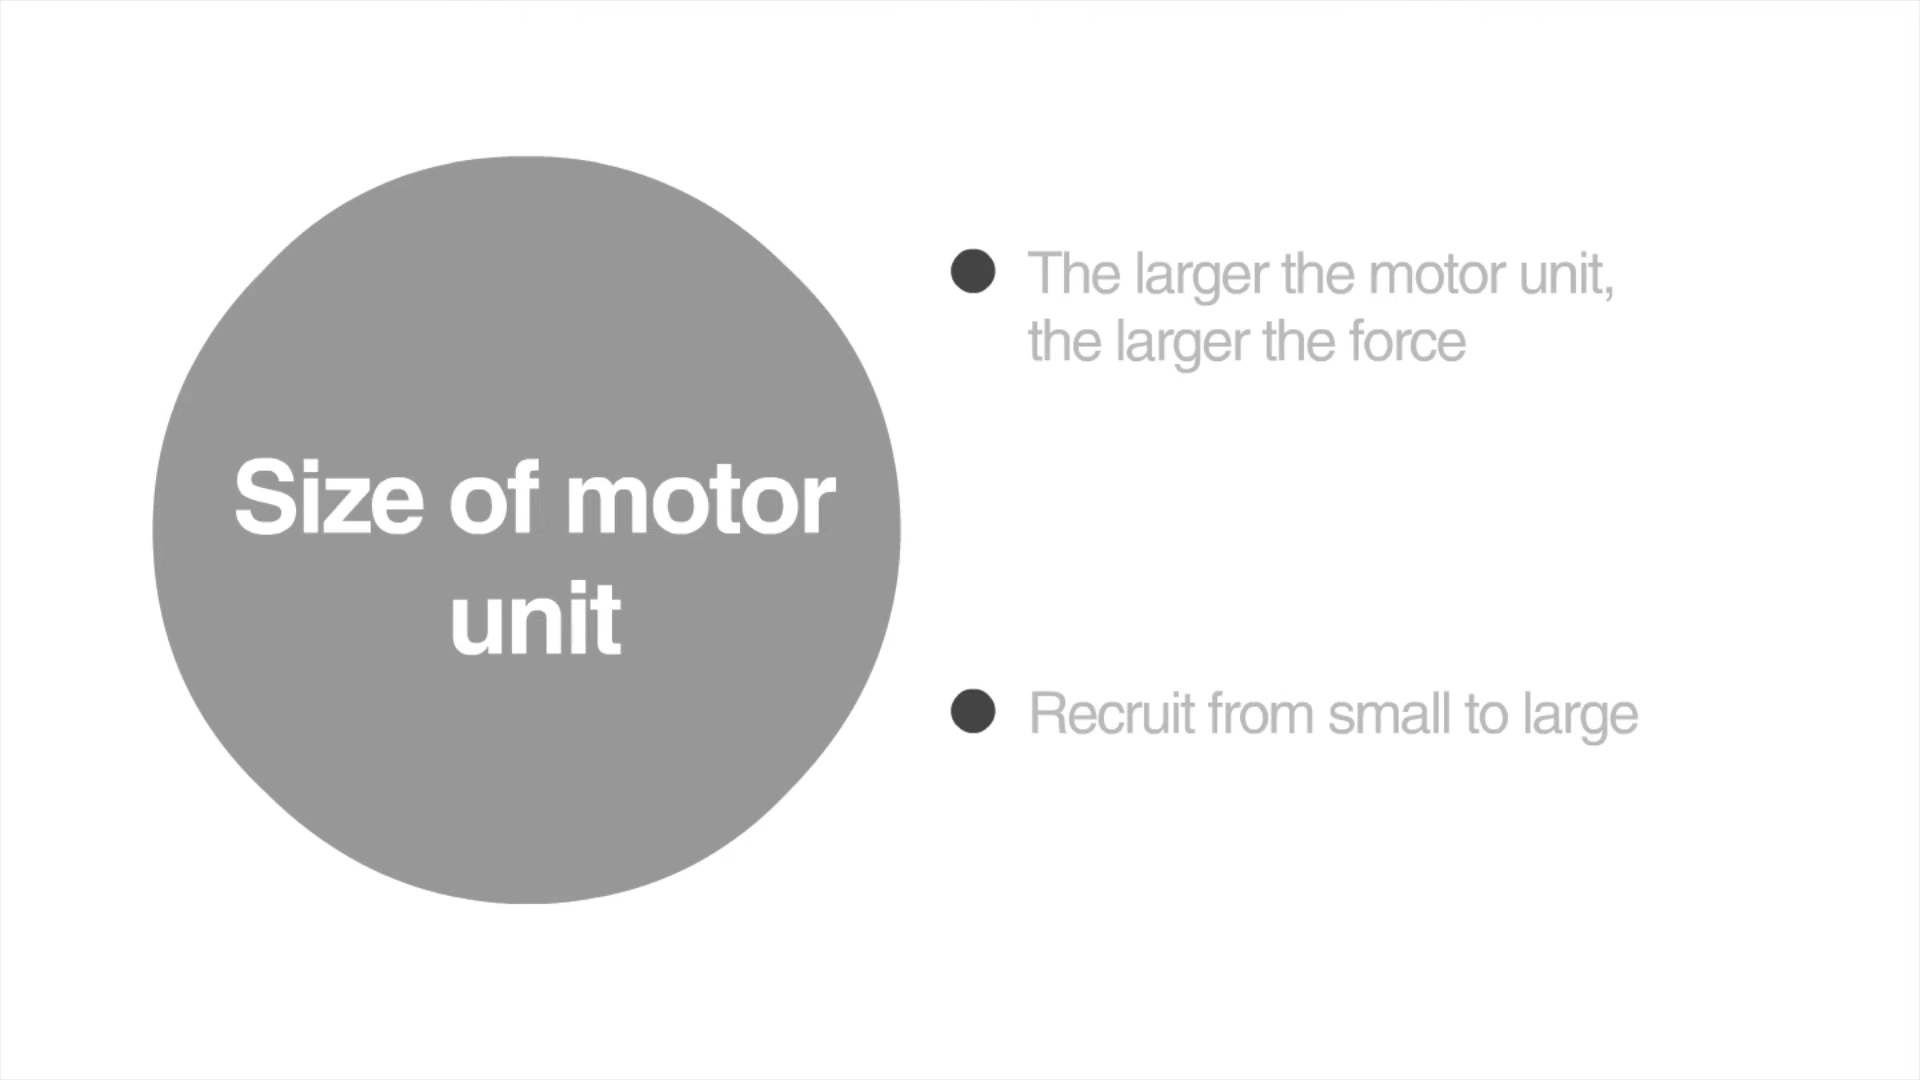 Size of motor
unit
The larger the motor unit,
the larger the force
Recruit from small to large